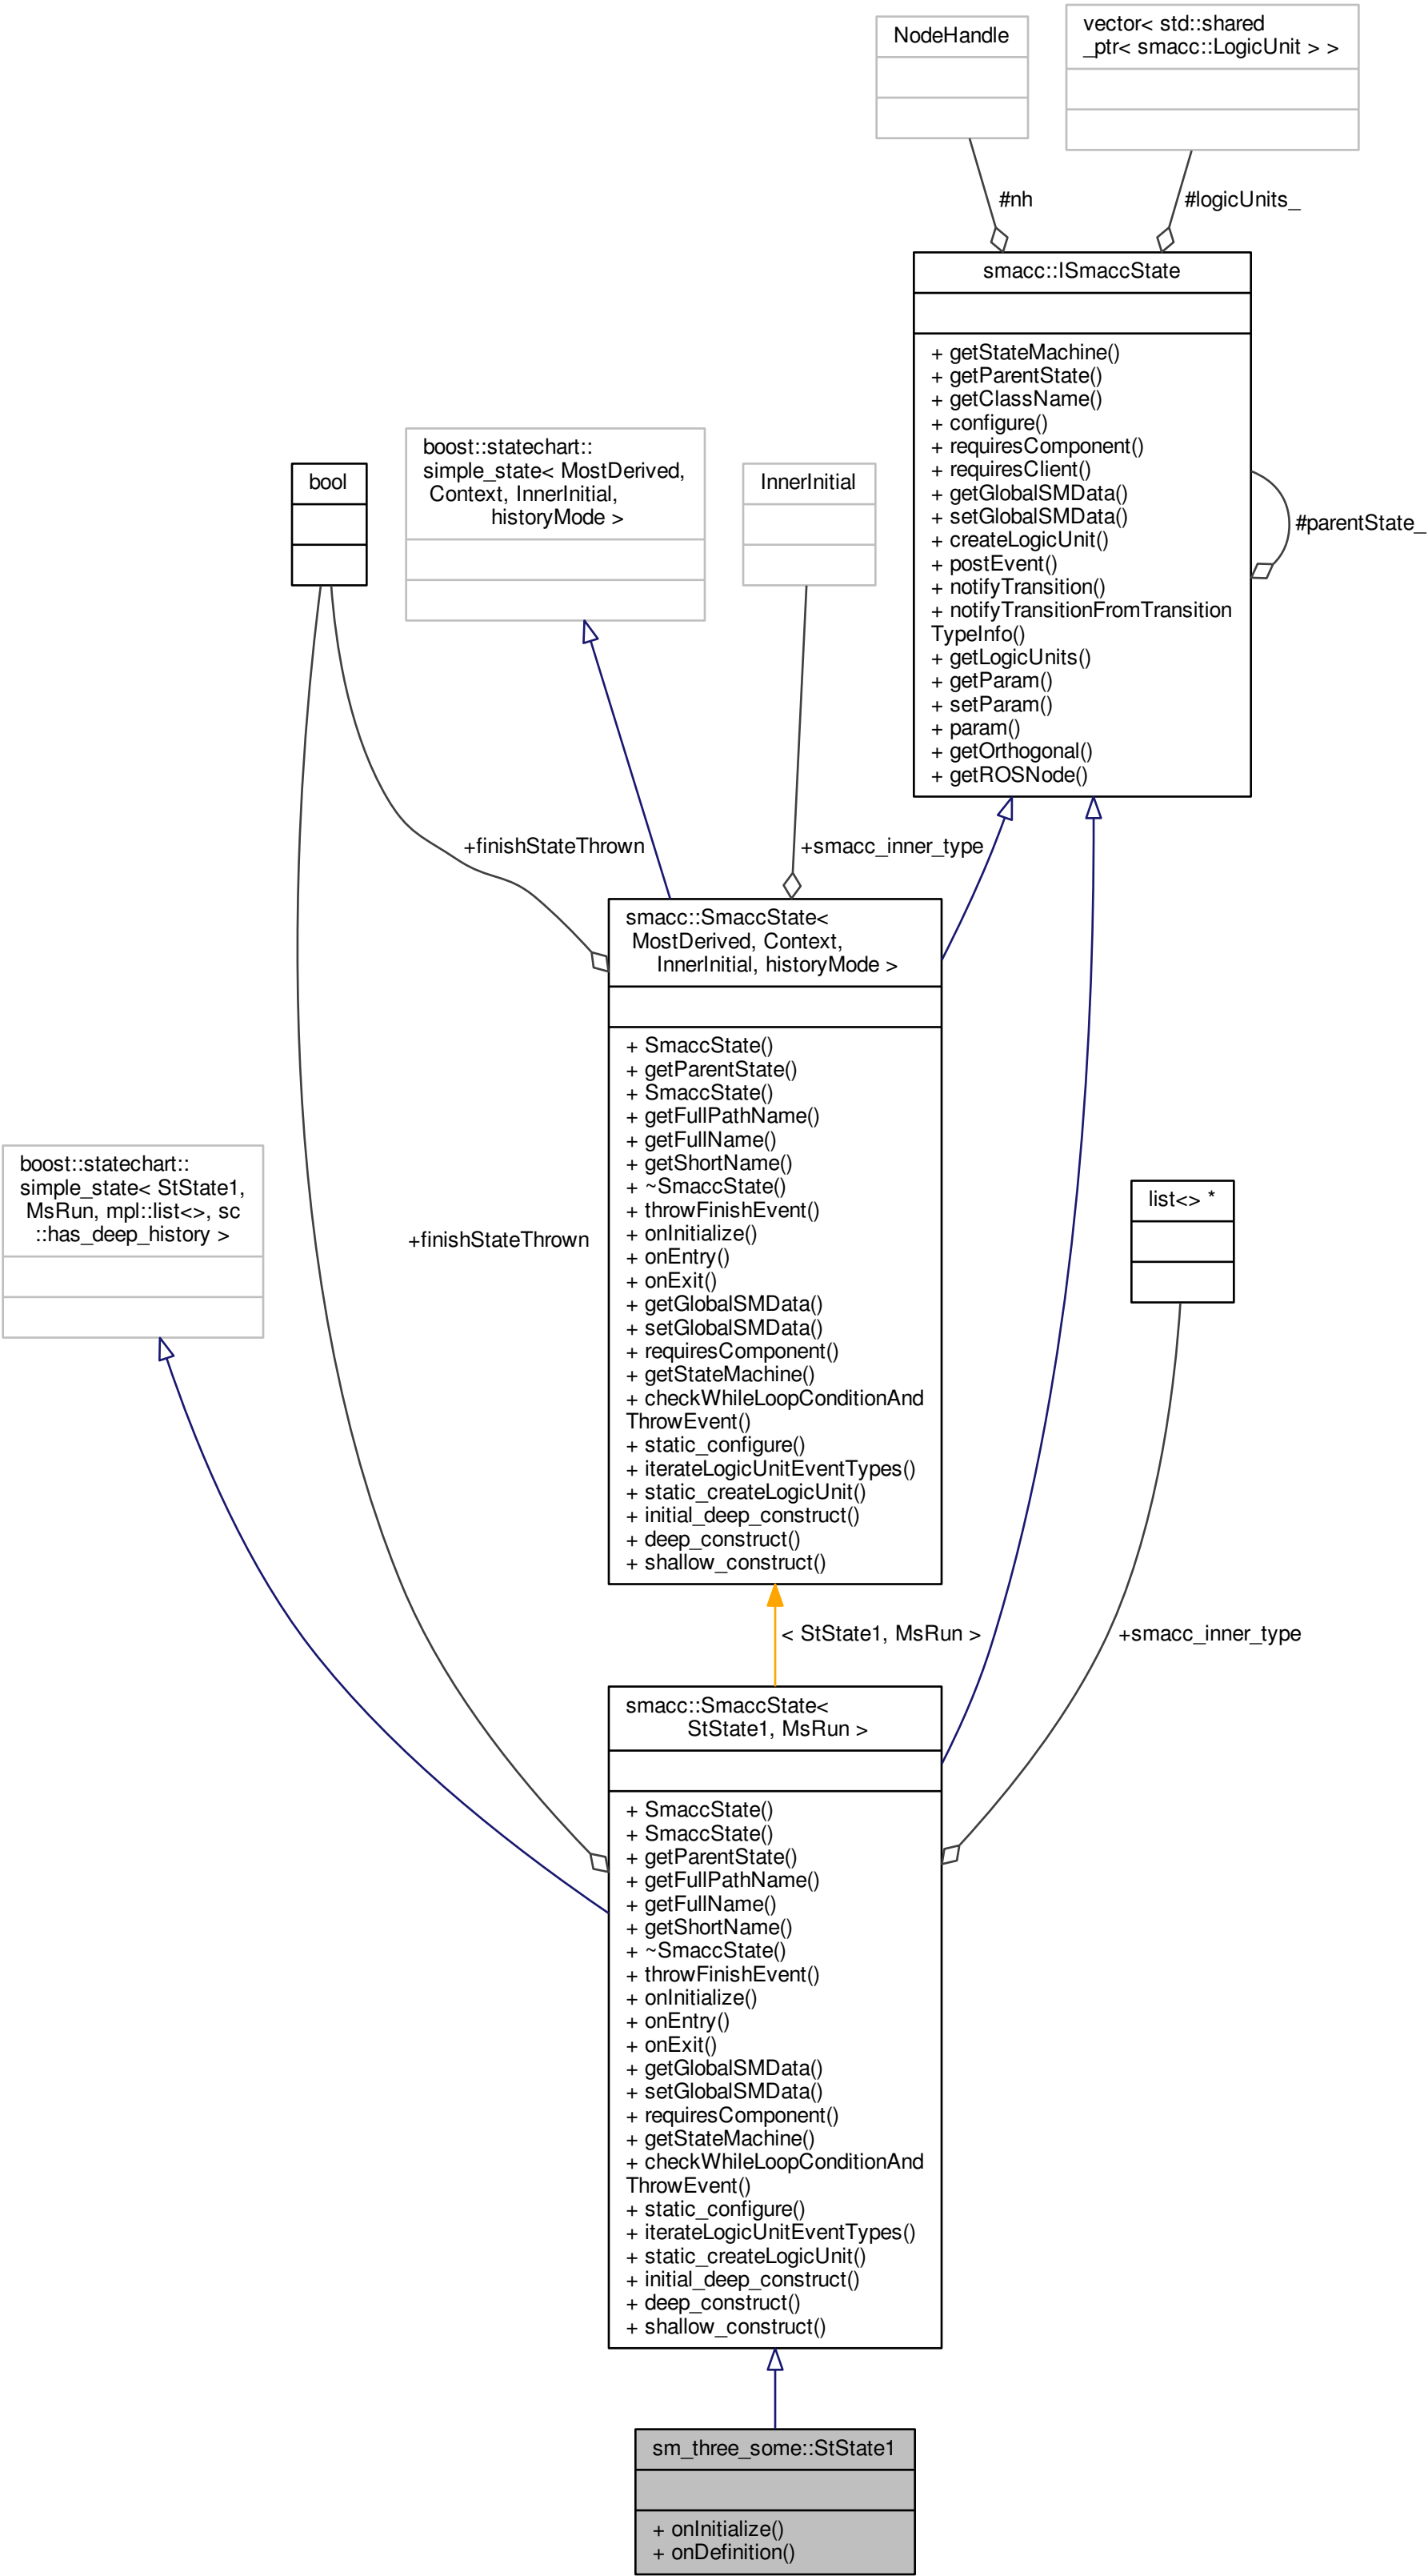 NodeHandle
vector< std::shared
_ptr< smacc::LogicUnit > >
#nh
#logicUnits_
smacc::ISmaccState
+ getStateMachine()
+ getParentState()
+ getClassName()
+ configure()
+ requiresComponent()
+ requiresClient()
+ getGlobalSMData()
+ setGlobalSMData()
+ createLogicUnit()
+ postEvent()
+ notifyTransition()
+ notifyTransitionFromTransition
TypeInfo()
+ getLogicUnits()
+ getParam()
+ setParam()
+ param()
+ getOrthogonal()
+ getROSNode()
#parentState_
bool
boost::statechart::
simple_state< MostDerived,
Context, InnerInitial,
historyMode >
InnerInitial
+finishStateThrown
+smacc_inner_type
smacc::SmaccState<
MostDerived, Context,
InnerInitial, historyMode >
+ SmaccState()
+ getParentState()
+ SmaccState()
+ getFullPathName()
+ getFullName()
+ getShortName()
+ ~SmaccState()
+ throwFinishEvent()
+ onInitialize()
+ onEntry()
+ onExit()
+ getGlobalSMData()
+ setGlobalSMData()
+ requiresComponent()
+ getStateMachine()
+ checkWhileLoopConditionAnd
ThrowEvent()
+ static_configure()
+ iterateLogicUnitEventTypes()
+ static_createLogicUnit()
+ initial_deep_construct()
+ deep_construct()
+ shallow_construct()
boost::statechart::
simple_state< StState1,
MsRun, mpl::list<>, sc
::has_deep_history >
+finishStateThrown
list<> *
< StState1, MsRun >
+smacc_inner_type
smacc::SmaccState<
StState1, MsRun >
+ SmaccState()
+ SmaccState()
+ getParentState()
+ getFullPathName()
+ getFullName()
+ getShortName()
+ ~SmaccState()
+ throwFinishEvent()
+ onInitialize()
+ onEntry()
+ onExit()
+ getGlobalSMData()
+ setGlobalSMData()
+ requiresComponent()
+ getStateMachine()
+ checkWhileLoopConditionAnd
ThrowEvent()
+ static_configure()
+ iterateLogicUnitEventTypes()
+ static_createLogicUnit()
+ initial_deep_construct()
+ deep_construct()
+ shallow_construct()
sm_three_some::StState1
+ onInitialize()
+ onDefinition()